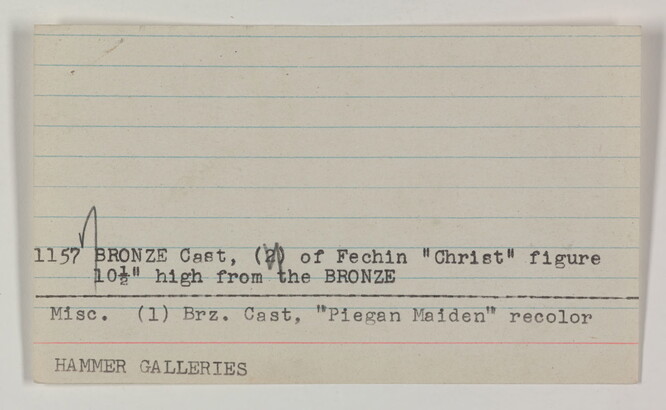 1157 BRONZE Cast, (2) of Fechin "Christ" figure
10½" high from the BRONZE
Misc. (1) Brz. Cast, "Piegan Maiden" recolor
HAMMER GALLERIES